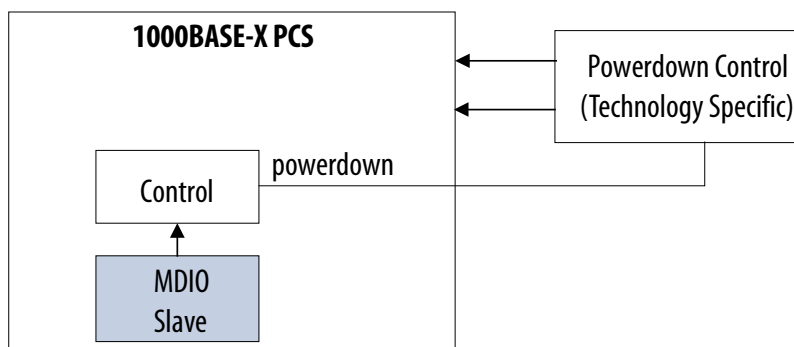 1000BASE-X PCS
Powerdown Control
(Technology Specific)
powerdown
Control
MDIO
Slave